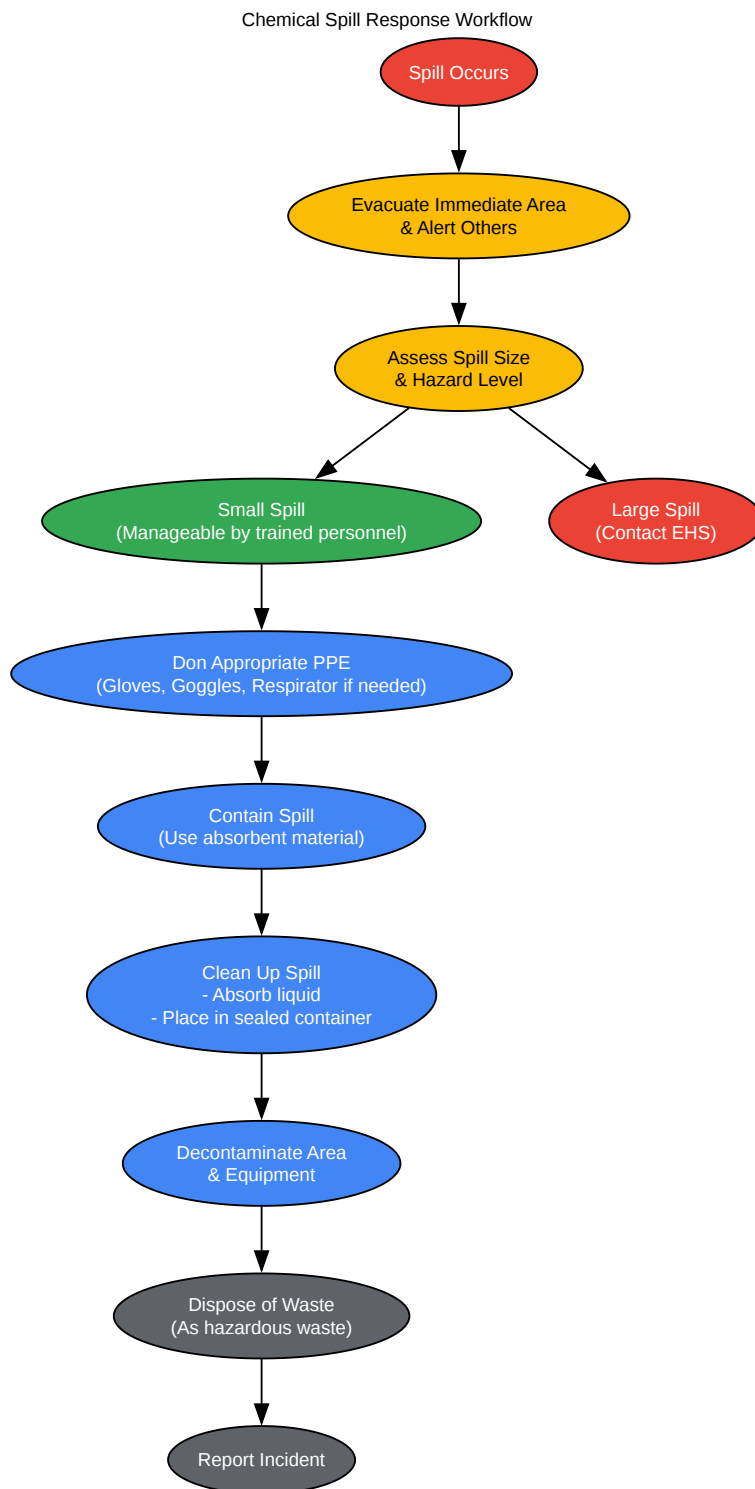 Chemical Spill Response Workflow
Spill Occurs
Evacuate Immediate Area
& Alert Others
Assess Spill Size
& Hazard Level
Small Spill
(Manageable by trained personnel)
Large Spill
(Contact EHS)
Don Appropriate PPE
(Gloves, Goggles, Respirator if needed)
Contain Spill
(Use absorbent material)
Clean Up Spill
- Absorb liquid
- Place in sealed container
Decontaminate Area
& Equipment
Dispose of Waste
(As hazardous waste)
Report Incident